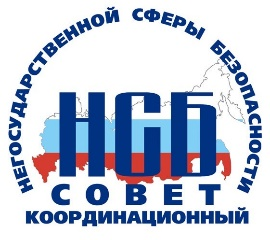 НЕГОСУДАРСТВЕННОЙ СФЕРЫ БЕЗОПАСНОСТИ
НСБ
СОВЕТ
КООРДИНАЦИОННЫЙ